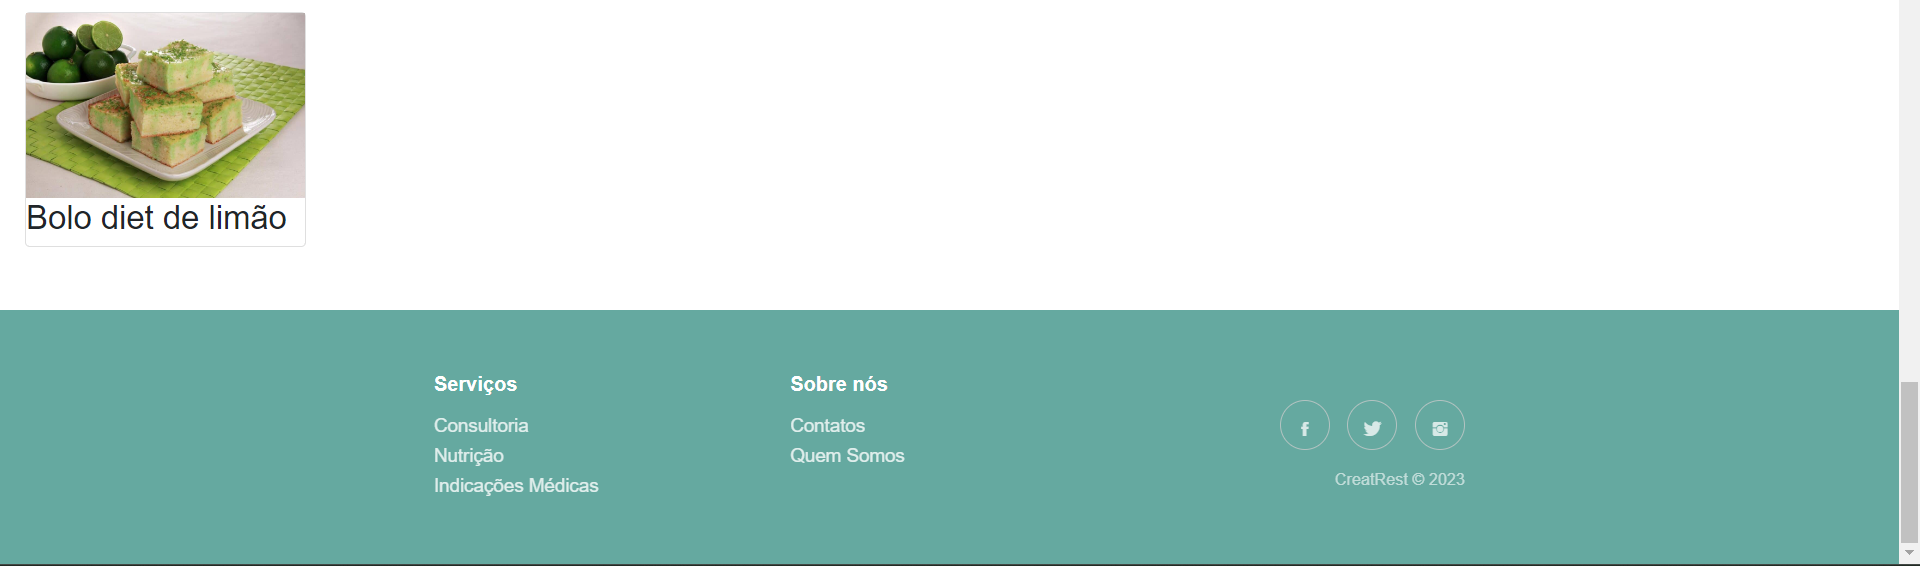 Bolo diet de limão
Serviços
Consultoria
Nutrição
Indicações Médicas
Sobre nós
Contatos
Quem Somos
CreatRest © 2023